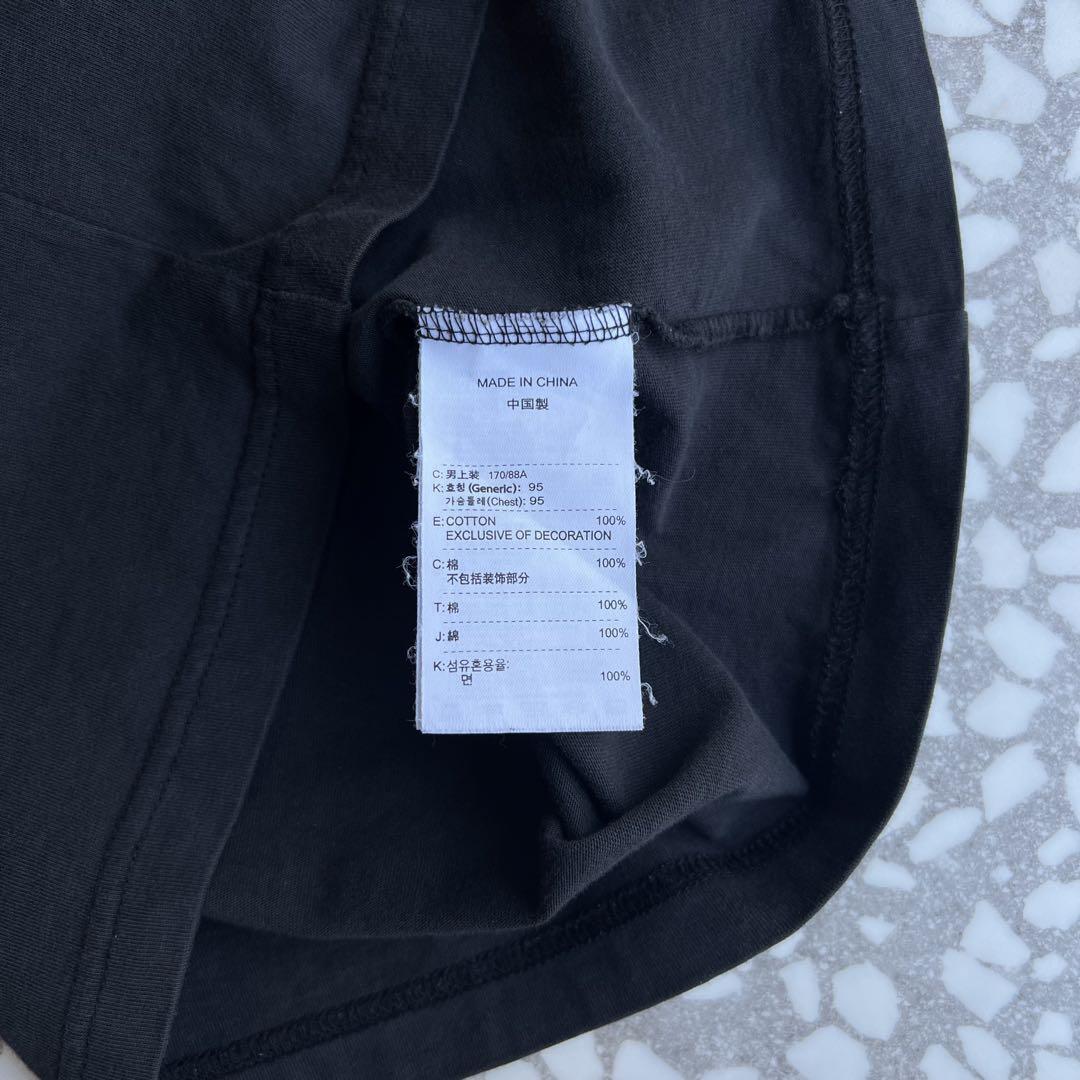 MADE IN CHINA
中国製
C: 男上装 170/88A
K: 호칭 (Generic): 95
가슴둘레(Chest): 95
E: COTTON 100%
EXCLUSIVE OF DECORATION
C: 棉 100%
不包括装饰部分
T: 棉 100%
J: 綿 100%
K: 섬유혼용율:
면 100%